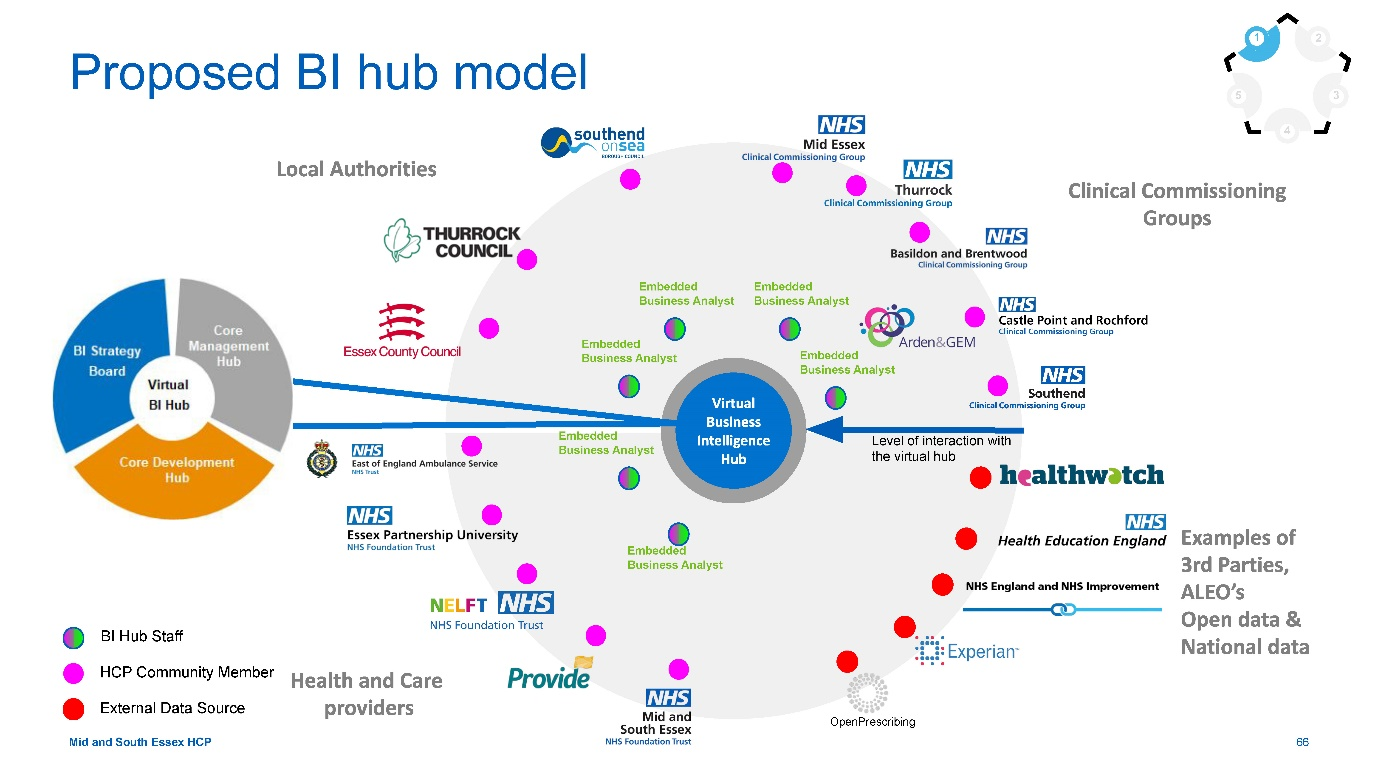 Proposed BI hub model
1
2
3
4
5
Local Authorities
southend
onsea
BOROUGH COUNCIL
THURROCK
COUNCIL
Essex County Council
NHS
Mid Essex
Clinical Commissioning Group
NHS
Thurrock
Clinical Commissioning Group
NHS
Basildon and Brentwood
Clinical Commissioning Group
NHS
Castle Point and Rochford
Clinical Commissioning Group
NHS
Southend
Clinical Commissioning Group
Clinical Commissioning
Groups
BI Strategy
Board
Core
Management
Hub
Virtual
BI Hub
Core Development
Hub
Embedded
Business Analyst
Embedded
Business Analyst
Embedded
Business Analyst
Embedded
Business Analyst
Arden&GEM
Virtual
Business
Intelligence
Hub
Level of interaction with
the virtual hub
Embedded
Business Analyst
Embedded
Business Analyst
NHS
East of England Ambulance Service
NHS Trust
NHS
Essex Partnership University
NHS Foundation Trust
NELFT NHS
NHS Foundation Trust
Provide
NHS
Mid and
South Essex
NHS Foundation Trust
Health and Care
providers
healthwatch
NHS
Health Education England
NHS England and NHS Improvement
Experian
OpenPrescribing
Examples of
3rd Parties,
ALEO's
Open data &
National data
BI Hub Staff
HCP Community Member
External Data Source
Mid and South Essex HCP
66